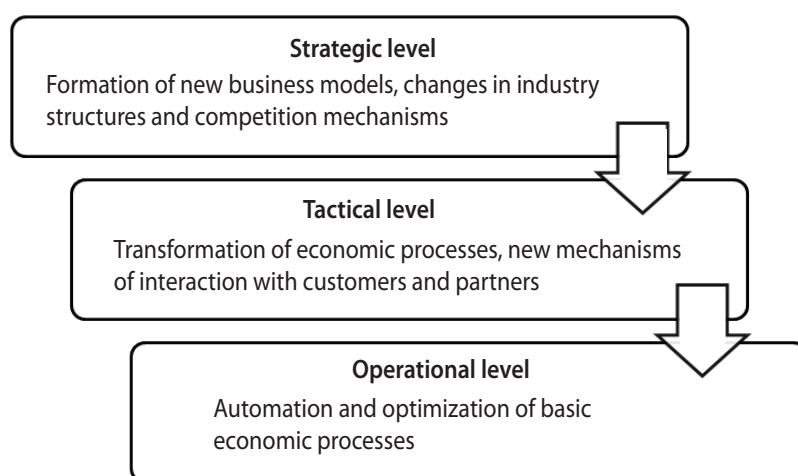 Strategic level
Formation of new business models, changes in industry
structures and competition mechanisms
Tactical level
Transformation of economic processes, new mechanisms
of interaction with customers and partners
Operational level
Automation and optimization of basic
economic processes